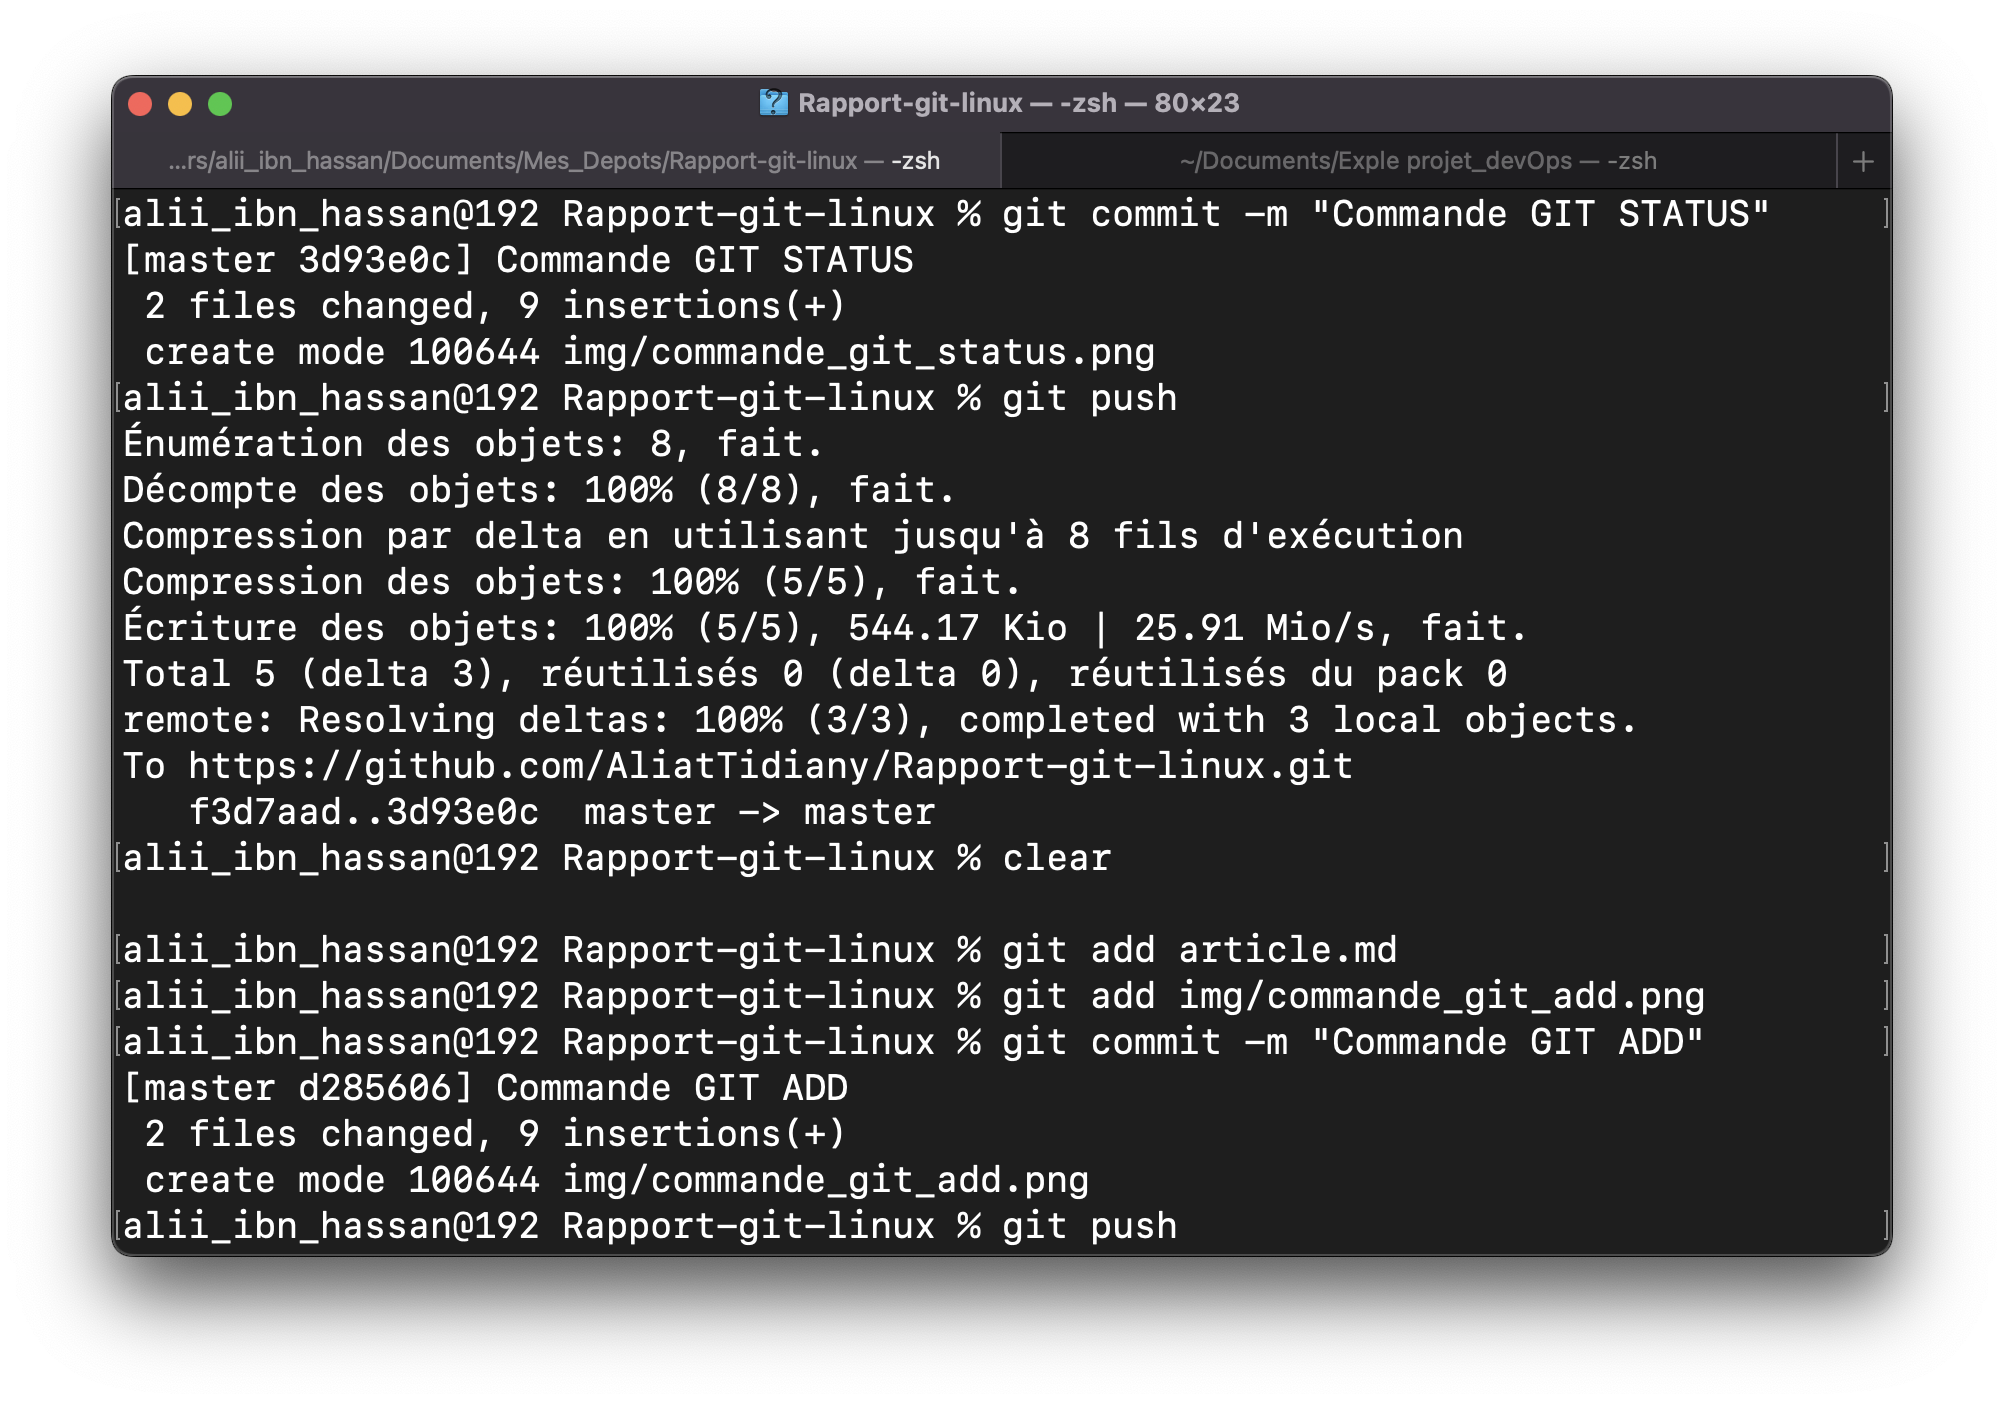 Rapport-git-linux — -zsh — 80×23
...rs/alii_ibn_hassan/Documents/Mes_Depots/Rapport-git-linux — -zsh
~/Documents/Exple projet_devOps — -zsh
+
[alii_ibn_hassan@192 Rapport-git-linux % git commit -m "Commande GIT STATUS" ]
[master 3d93e0c] Commande GIT STATUS
 2 files changed, 9 insertions(+)
 create mode 100644 img/commande_git_status.png
[alii_ibn_hassan@192 Rapport-git-linux % git push ]
Énumération des objets: 8, fait.
Décompte des objets: 100% (8/8), fait.
Compression par delta en utilisant jusqu'à 8 fils d'exécution
Compression des objets: 100% (5/5), fait.
Écriture des objets: 100% (5/5), 544.17 Kio | 25.91 Mio/s, fait.
Total 5 (delta 3), réutilisés 0 (delta 0), réutilisés du pack 0
remote: Resolving deltas: 100% (3/3), completed with 3 local objects.
To https://github.com/AliatTidiany/Rapport-git-linux.git
   f3d7aad..3d93e0c  master -> master
[alii_ibn_hassan@192 Rapport-git-linux % clear ]
[alii_ibn_hassan@192 Rapport-git-linux % git add article.md ]
[alii_ibn_hassan@192 Rapport-git-linux % git add img/commande_git_add.png ]
[alii_ibn_hassan@192 Rapport-git-linux % git commit -m "Commande GIT ADD" ]
[master d285606] Commande GIT ADD
 2 files changed, 9 insertions(+)
 create mode 100644 img/commande_git_add.png
[alii_ibn_hassan@192 Rapport-git-linux % git push ]